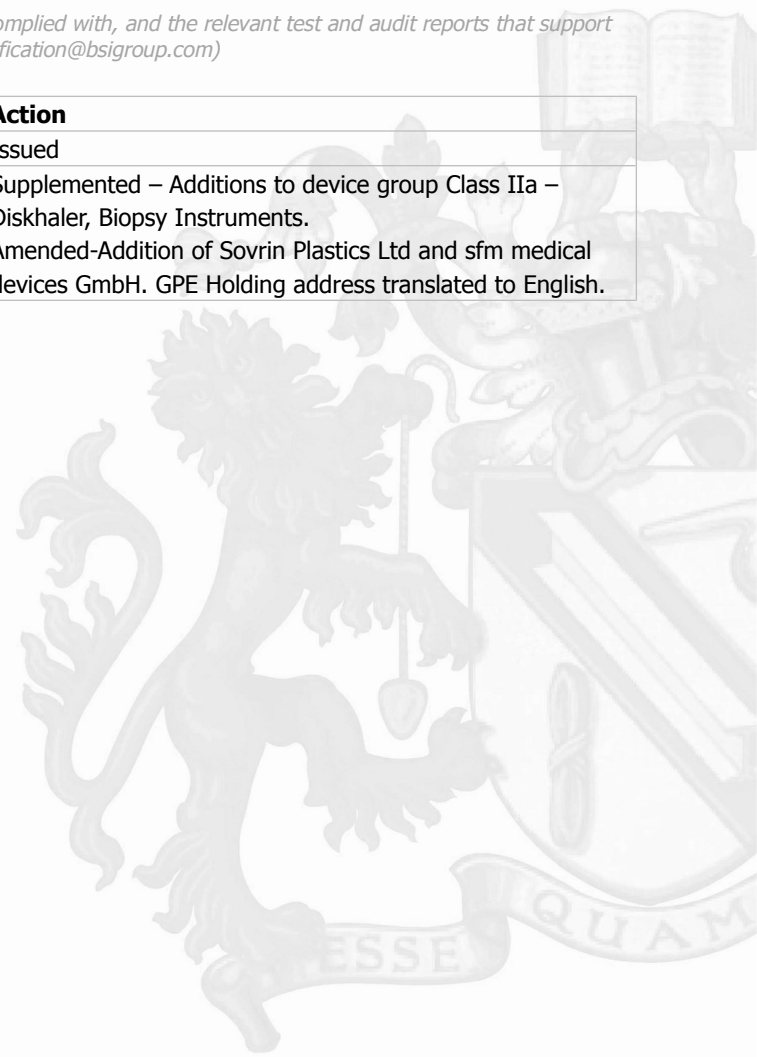 omplied with, and the relevant test and audit reports that support
fication@bsigroup.com)
Action
Issued
Supplemented – Additions to device group Class IIa –
Diskhaler, Biopsy Instruments.
Amended-Addition of Sovrin Plastics Ltd and sfm medical
devices GmbH. GPE Holding address translated to English.
ESSE QUAM